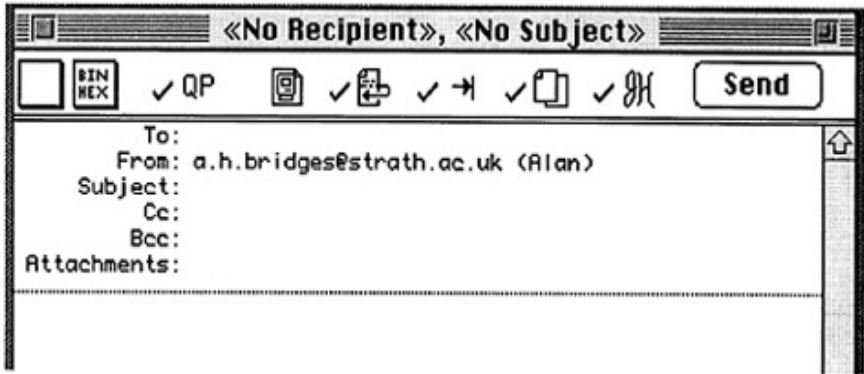 «No Recipient», «No Subject»
BIN HEX QP Send
To:
From: a.h.bridges@strath.ac.uk (Alan)
Subject:
Cc:
Bcc:
Attachments: